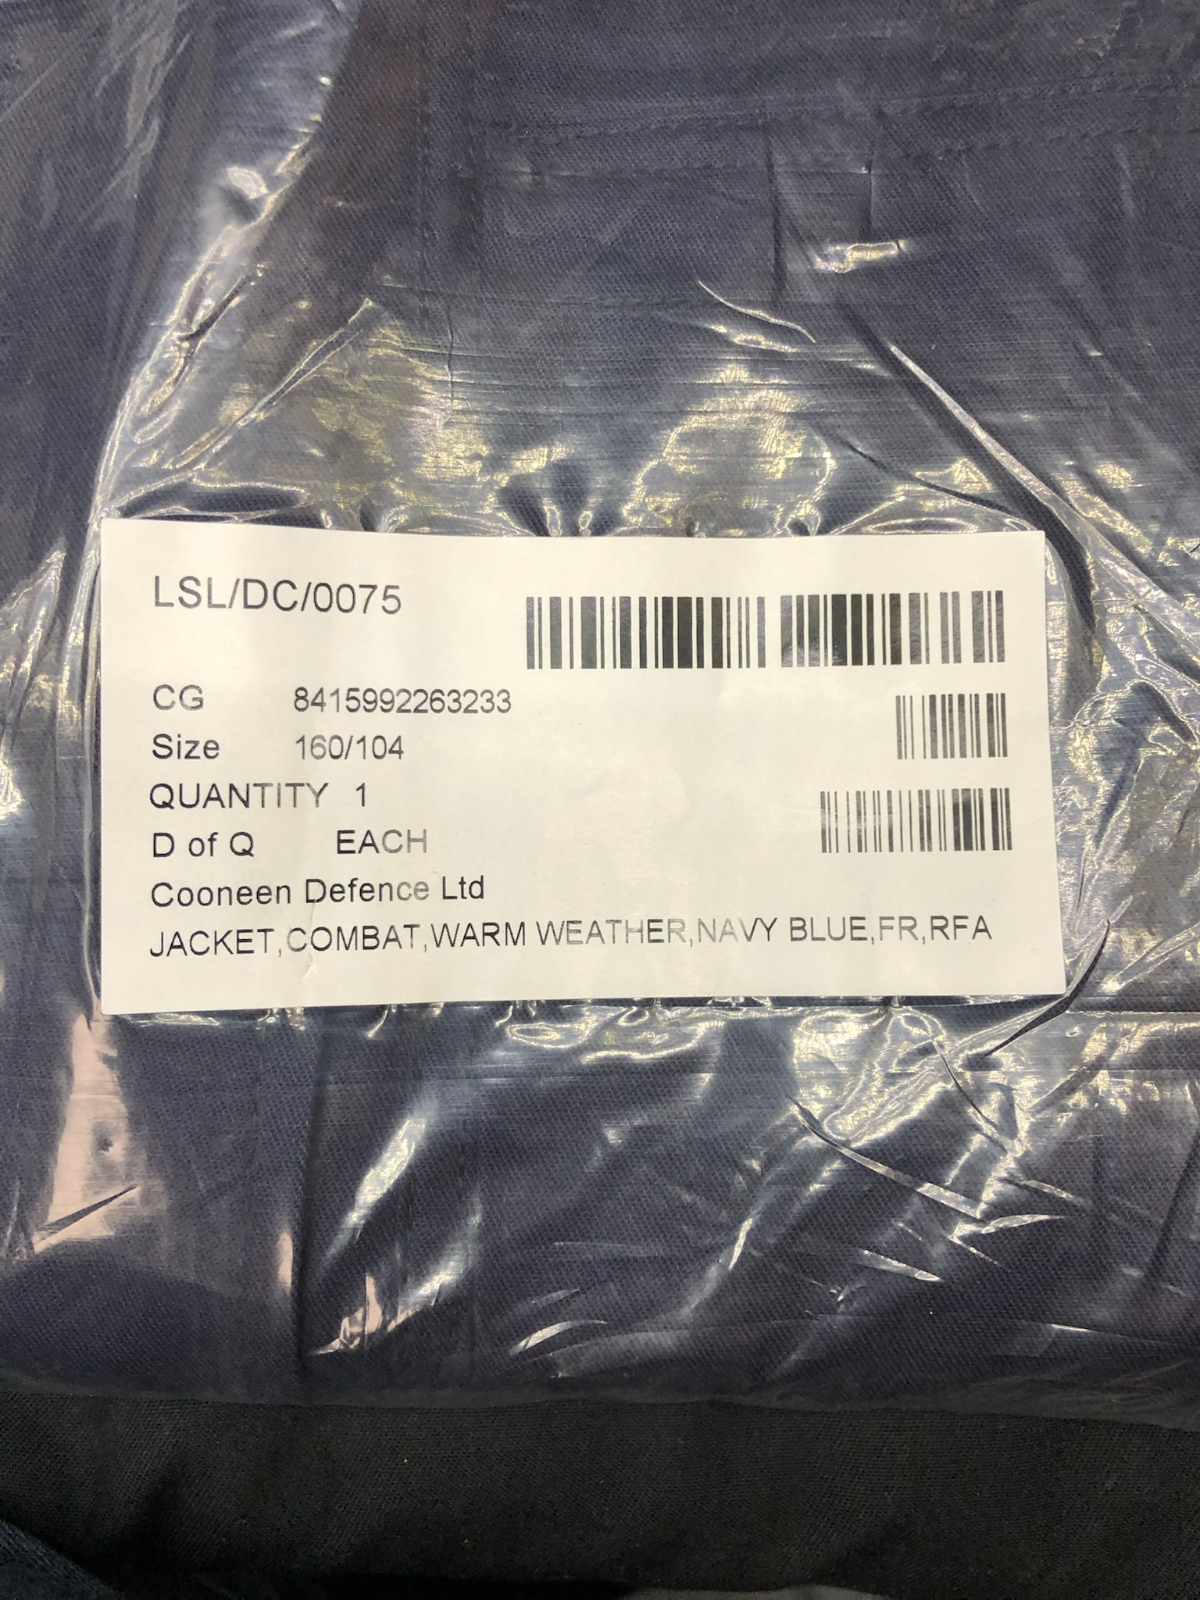 LSL/DC/0075
CG 8415992263233
Size 160/104
QUANTITY 1
D of Q EACH
Cooneen Defence Ltd
JACKET,COMBAT,WARM WEATHER,NAVY BLUE,FR,RFA